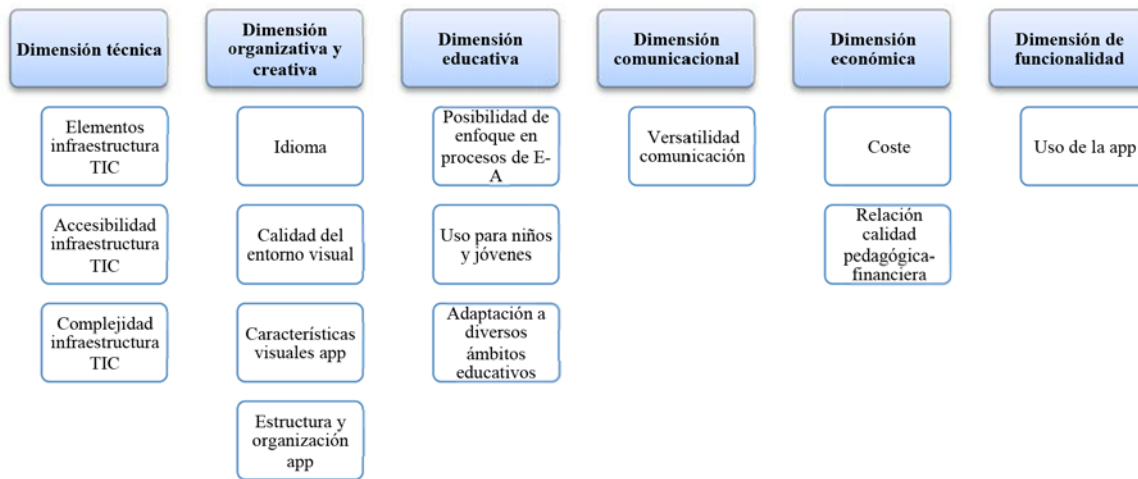 Dimensión técnica
Elementos
infraestructura
TIC
Accesibilidad
infraestructura
TIC
Complejidad
infraestructura
TIC
Dimensión
organizativa y
creativa
Idioma
Calidad del
entorno visual
Características
visuales app
Estructura y
organización
app
Dimensión
educativa
Posibilidad de
enfoque en
procesos de E-
A
Uso para niños
y jóvenes
Adaptación a
diversos
ámbitos
educativos
Dimensión
comunicacional
Versatilidad
comunicación
Dimensión
económica
Coste
Relación
calidad
pedagógica-
financiera
Dimensión de
funcionalidad
Uso de la app